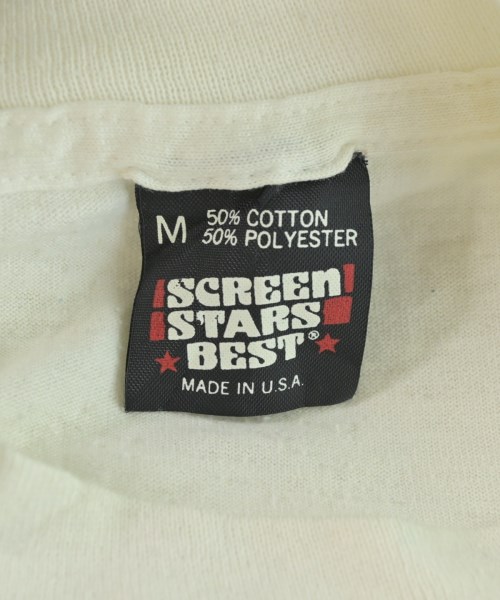 M 50% COTTON
50% POLYESTER
SCREEN
STARS
BEST®
MADE IN U.S.A.